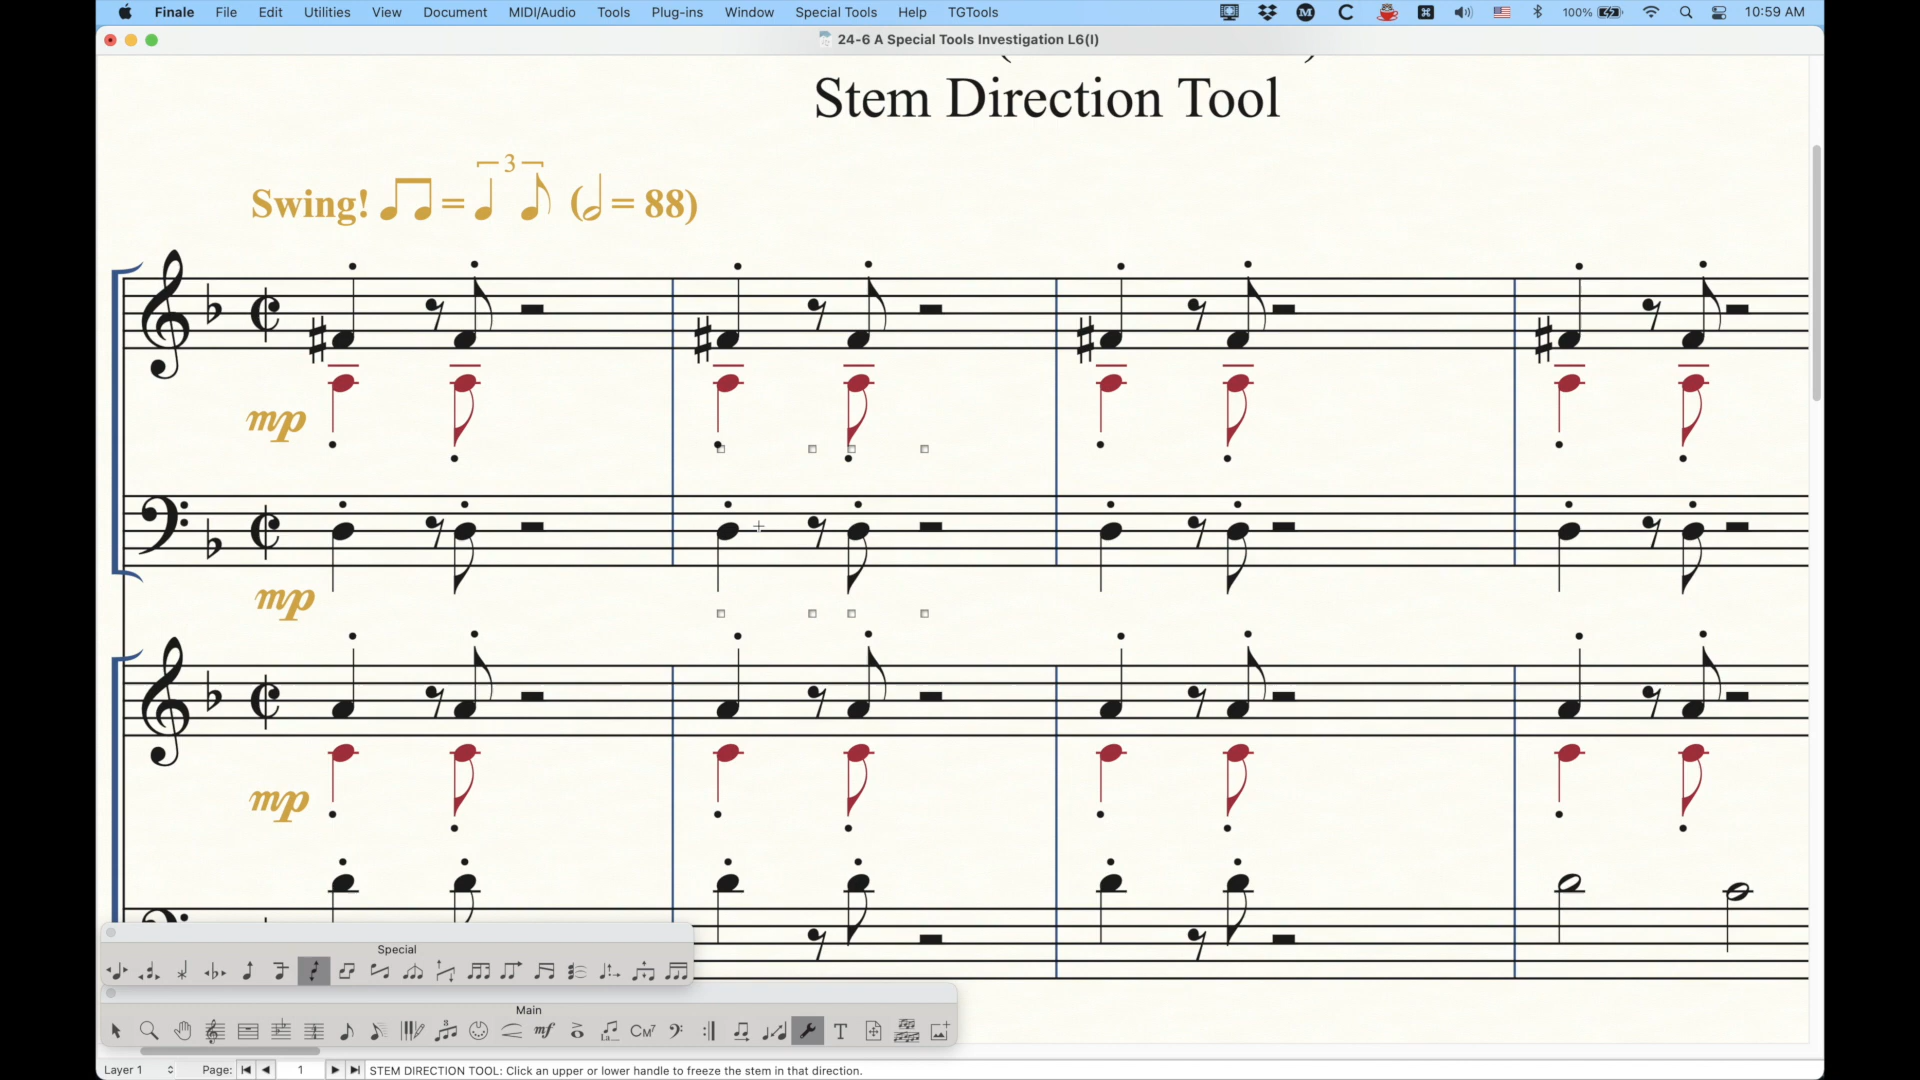 Finale File Edit Utilities View Document MIDI/Audio Tools Plug-ins Window Special Tools Help TGTools 100% 10:59 AM
24-6 A Special Tools Investigation L6(I)
Stem Direction Tool
3
Swing! = ( = 88)
mp
mp
mp
Special
Main
mf CM7 T
Layer 1 Page: 1 STEM DIRECTION TOOL: Click an upper or lower handle to freeze the stem in that direction.